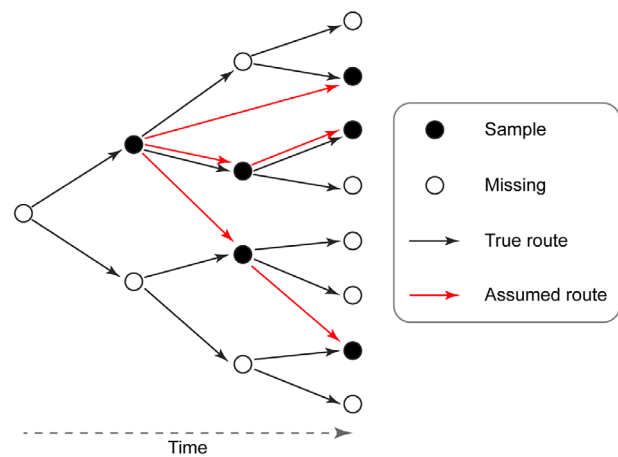 Sample
Missing
True route
Assumed route
Time